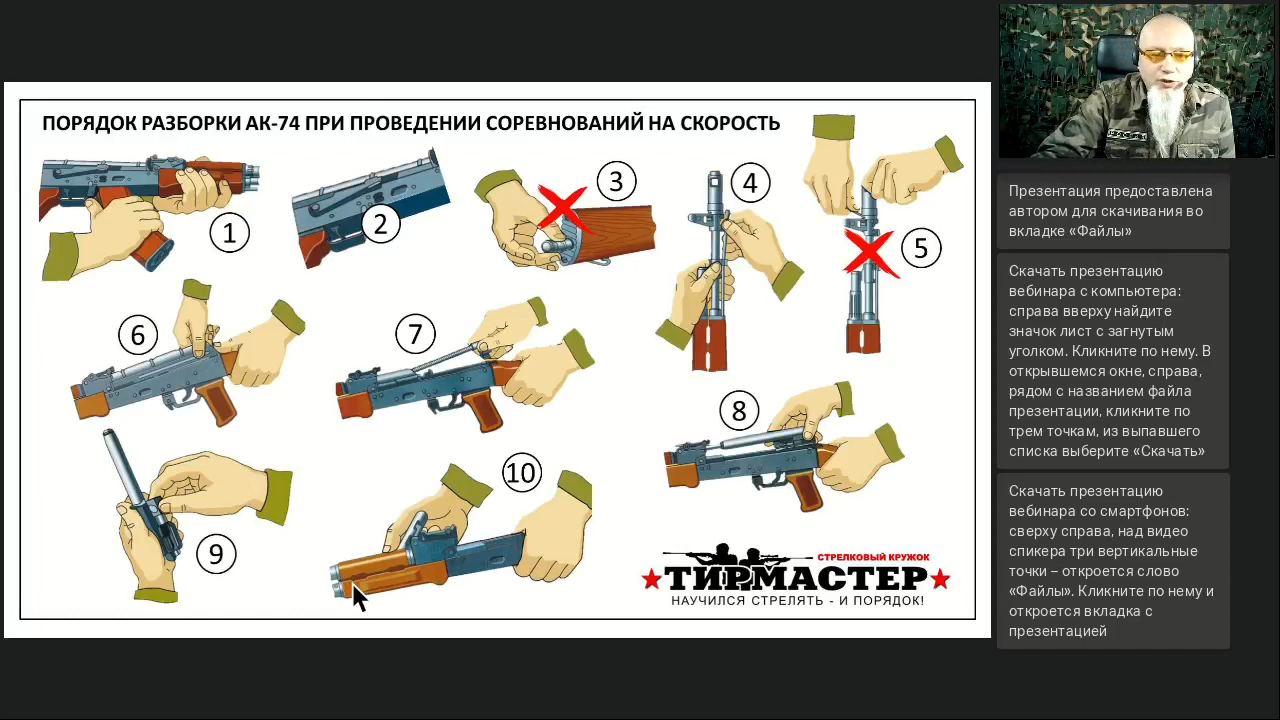 ПОРЯДОК РАЗБОРКИ АК-74 ПРИ ПРОВЕДЕНИИ СОРЕВНОВАНИЙ НА СКОРОСТЬ
1
2
3
4
5
6
7
8
9
10
СТРЕЛКОВЫЙ КРУЖОК
ТИРМАСТЕР
НАУЧИЛСЯ СТРЕЛЯТЬ - И ПОРЯДОК!
Презентация предоставлена
автором для скачивания во
вкладке «Файлы»
Скачать презентацию
вебинара с компьютера:
справа вверху найдите
значок лист с загнутым
уголком. Кликните по нему. В
открывшемся окне, справа,
рядом с названием файла
презентации, кликните по
трем точкам, из выпавшего
списка выберите «Скачать»
Скачать презентацию
вебинара со смартфонов:
сверху справа, над видео
спикера три вертикальные
точки – откроется слово
«Файлы». Кликните по нему и
откроется вкладка с
презентацией